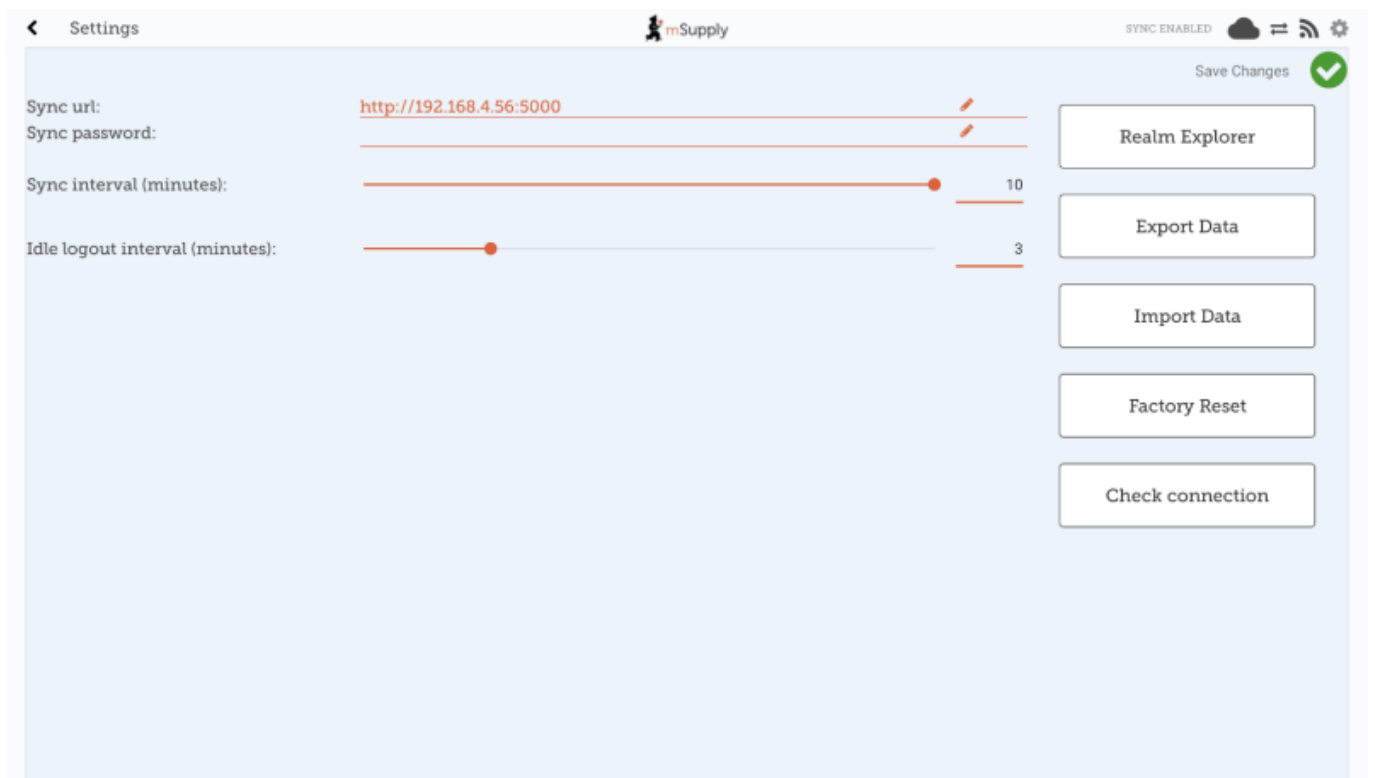 Settings
mSupply
SYNC ENABLED
Save Changes
Sync url:
http://192.168.4.56:5000
Sync password:
Sync interval (minutes):
10
Idle logout interval (minutes):
3
Realm Explorer
Export Data
Import Data
Factory Reset
Check connection